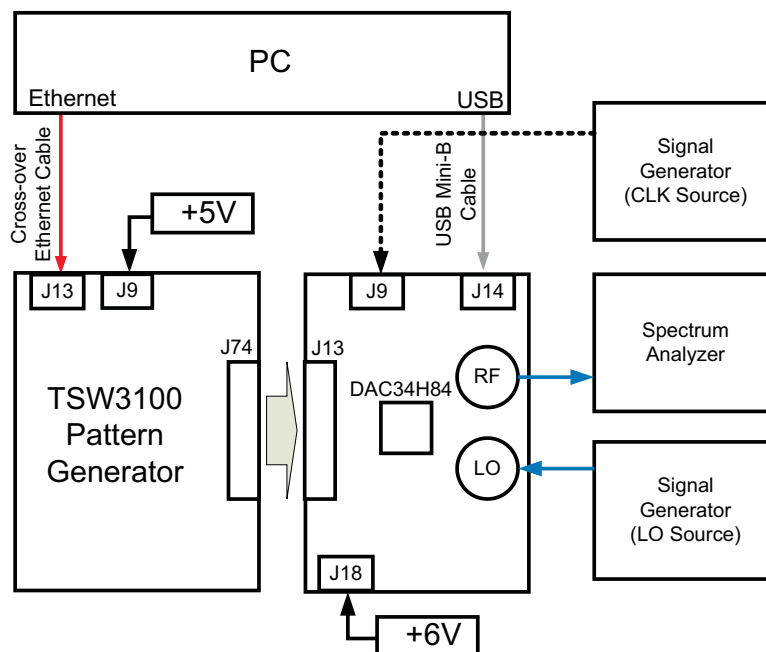 PC
Ethernet
USB
Cross-over
Ethernet Cable
USB Mini-B
Cable
Signal
Generator
(CLK Source)
+5V
J13
J9
J9
J14
J74
J13
RF
Spectrum
Analyzer
DAC34H84
TSW3100
Pattern
Generator
LO
Signal
Generator
(LO Source)
J18
+6V